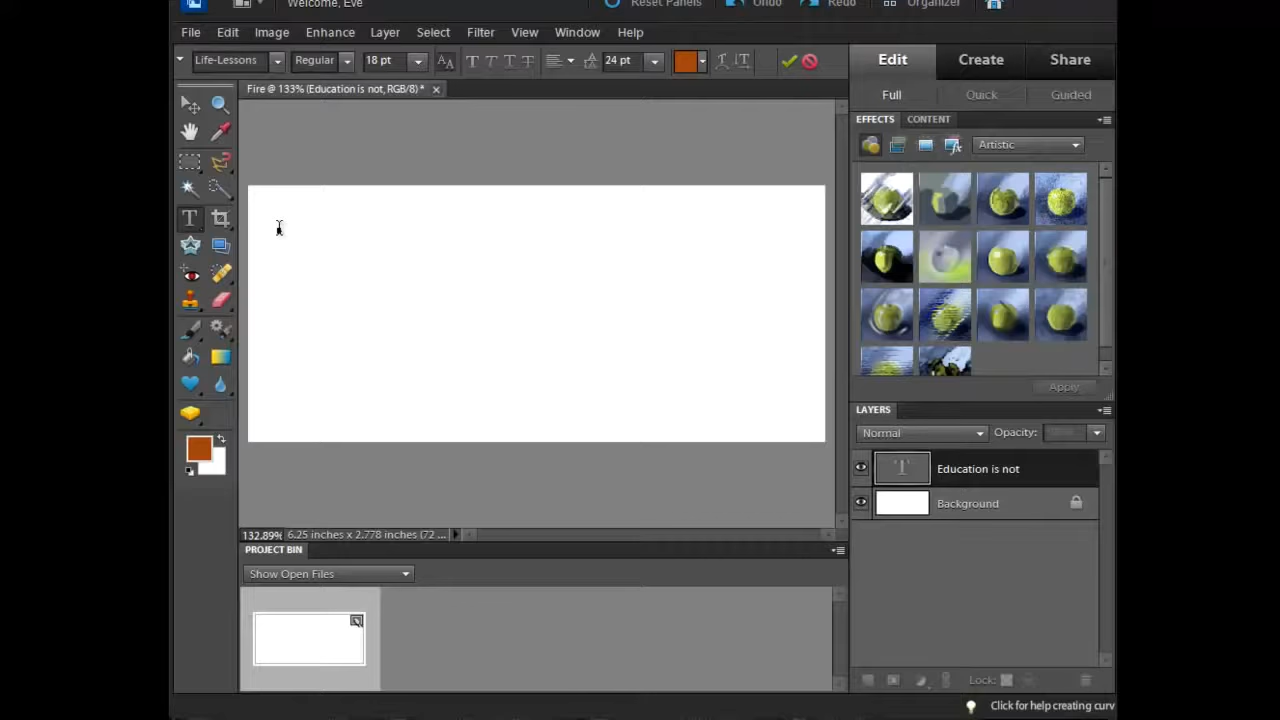 Welcome, Eve Reset Panels Undo Redo Organizer
File Edit Image Enhance Layer Select Filter View Window Help
Life-Lessons Regular 18 pt 24 pt
Edit Create Share
Fire @ 133% (Education is not, RGB/8) *
Full Quick Guided
EFFECTS CONTENT
Artistic
Apply
LAYERS
Normal Opacity:
Education is not
Background
132.89% 6.25 inches x 2.778 inches (72 ...
PROJECT BIN
Show Open Files
Lock:
Click for help creating curv